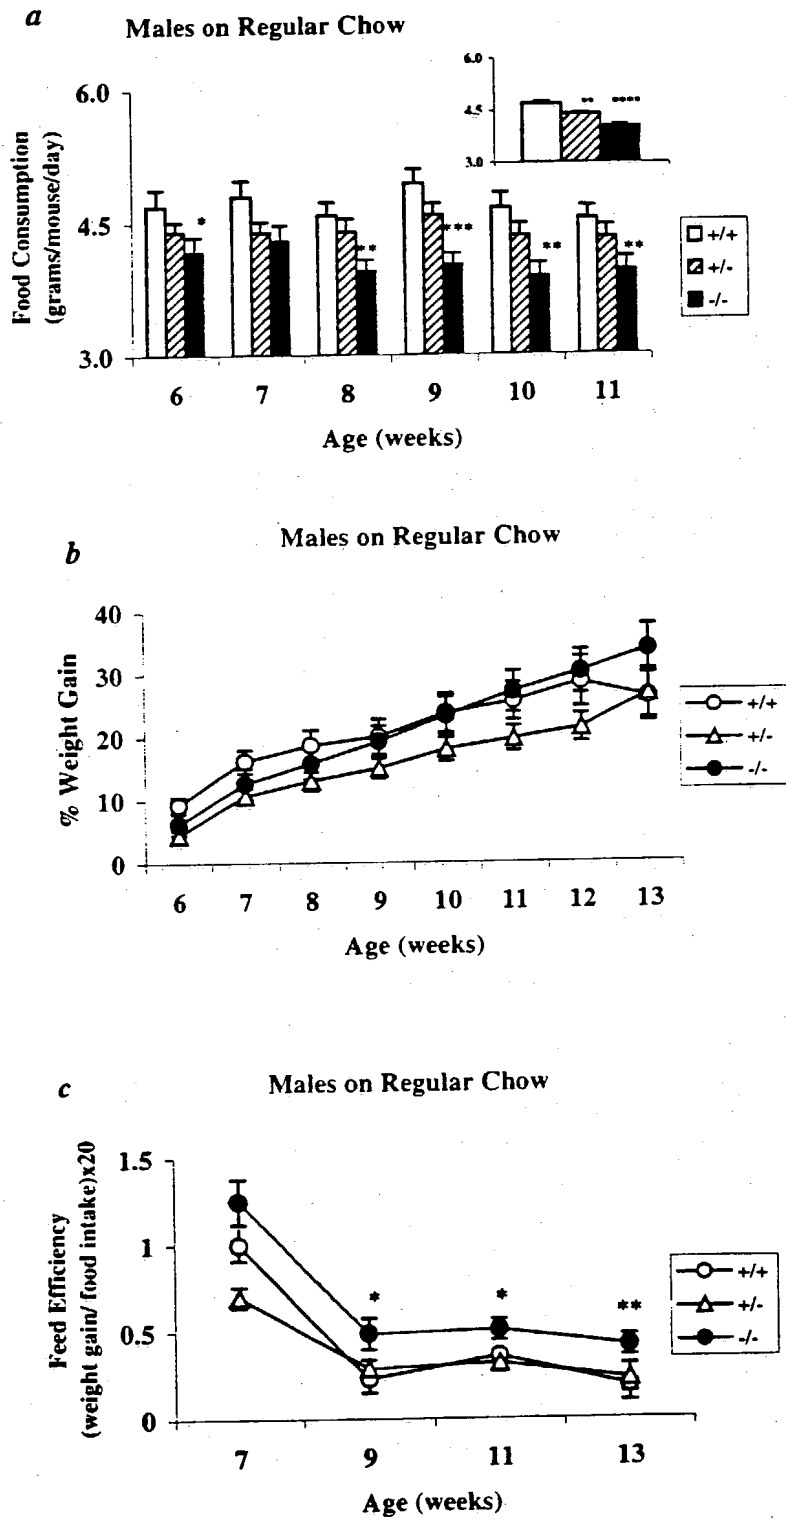 a
Males on Regular Chow
Food Consumption
(grams/mouse/day)
6.0
4.5
3.0
6.0
4.5
3.0
** ****
* ** *** ** **
+/+
+/-
-/-
6 7 8 9 10 11
Age (weeks)
b
Males on Regular Chow
% Weight Gain
40
30
20
10
0
+/+
+/-
-/-
6 7 8 9 10 11 12 13
Age (weeks)
c
Males on Regular Chow
Feed Efficiency
(weight gain/ food intake)x20
1.5
1
0.5
0
* * **
+/+
+/-
-/-
7 9 11 13
Age (weeks)